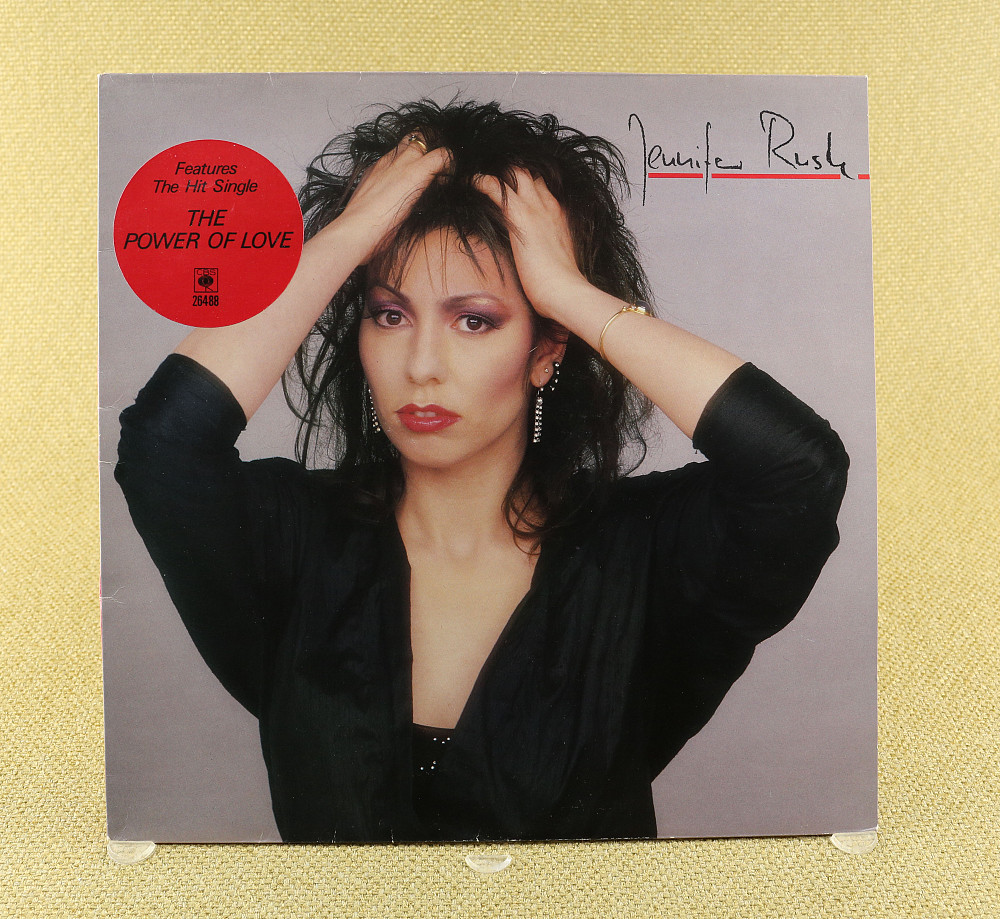 Jennifer Rush
Features
The Hit Single
THE
POWER OF LOVE
CBS
26488